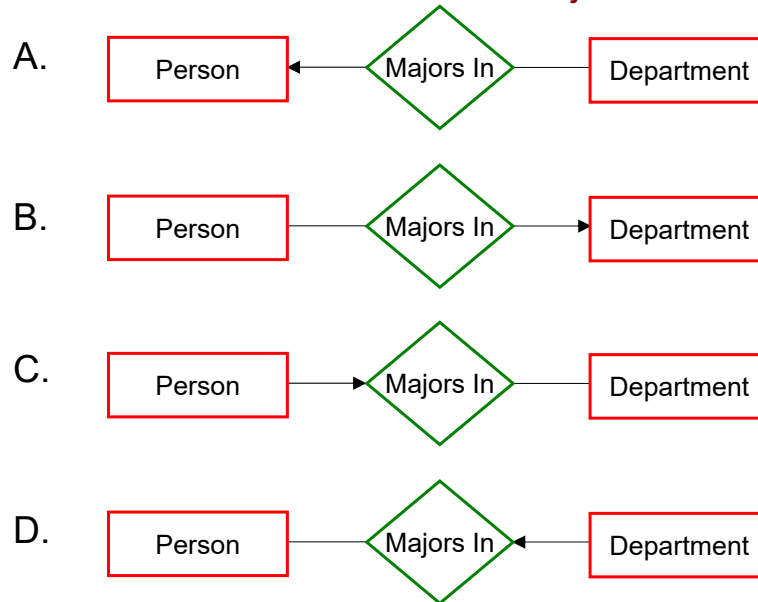 A.
Person
Majors In
Department
B.
Person
Majors In
Department
C.
Person
Majors In
Department
D.
Person
Majors In
Department